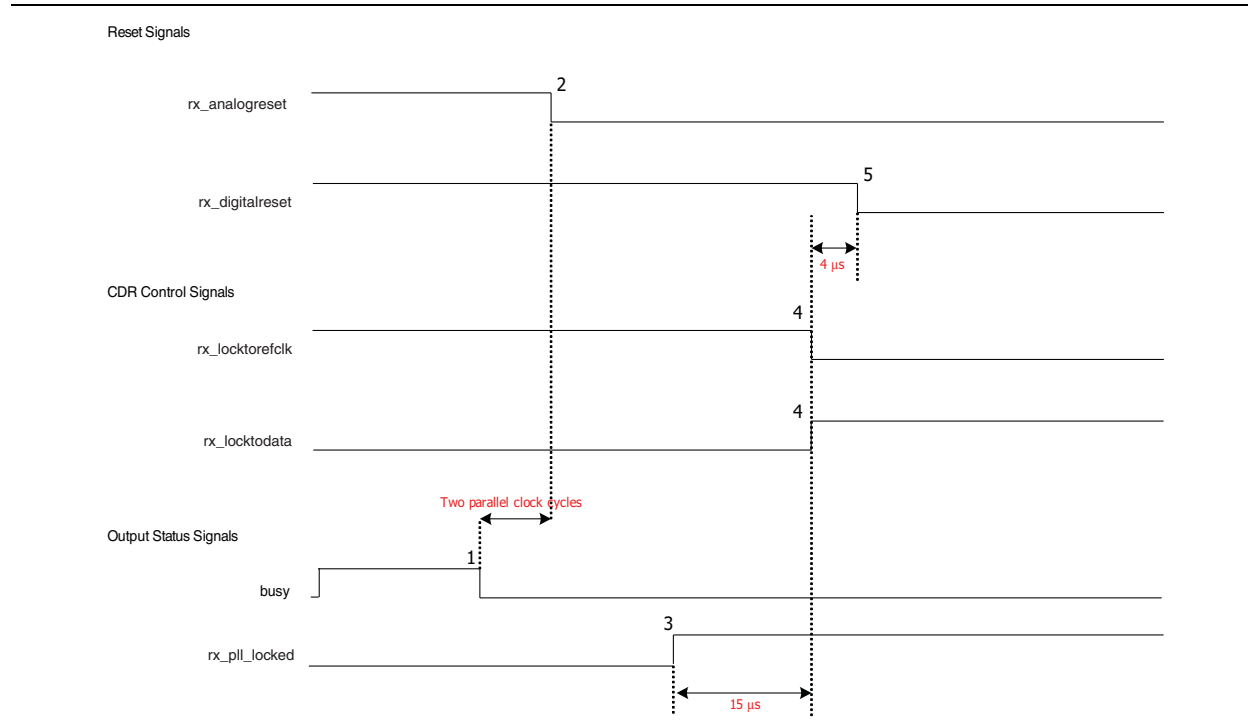 Reset Signals
2
rx_analogreset
5
rx_digitalreset
4 μs
CDR Control Signals
4
rx_locktorefclk
4
rx_locktodata
Two parallel clock cycles
Output Status Signals
1
busy
3
rx_pll_locked
15 μs